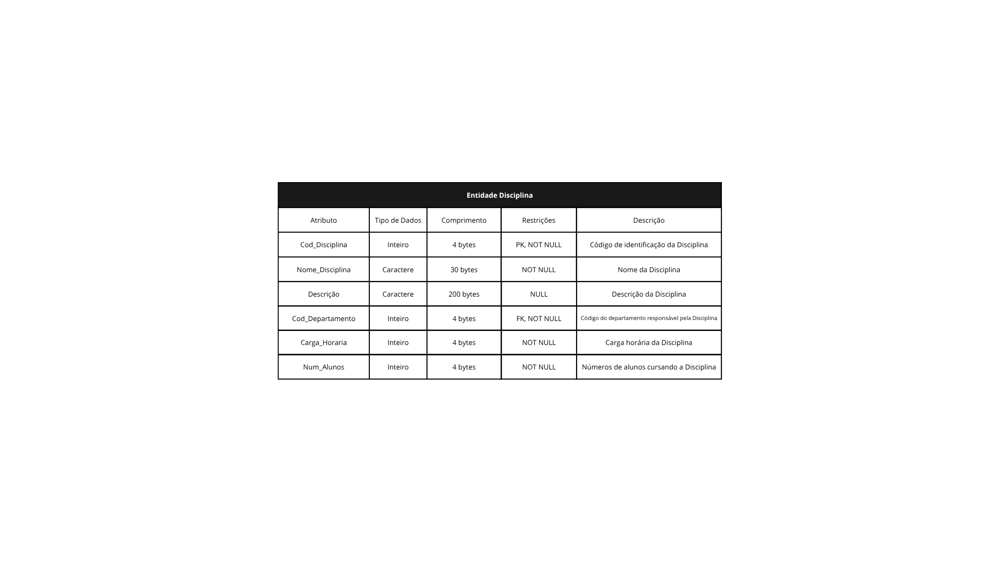 Entidade Disciplina
Atributo Tipo de Dados Comprimento Restrições Descrição
Cod_Disciplina Inteiro 4 bytes PK, NOT NULL Código de identificação da Disciplina
Nome_Disciplina Caractere 30 bytes NOT NULL Nome da Disciplina
Descrição Caractere 200 bytes NULL Descrição da Disciplina
Cod_Departamento Inteiro 4 bytes FK, NOT NULL Código do departamento responsável pela Disciplina
Carga_Horaria Inteiro 4 bytes NOT NULL Carga horária da Disciplina
Num_Alunos Inteiro 4 bytes NOT NULL Números de alunos cursando a Disciplina